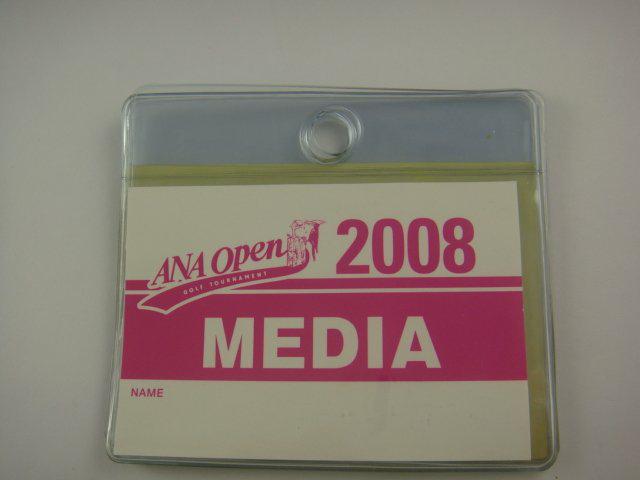 ANA Open 2008
GOLF TOURNAMENT
MEDIA
NAME